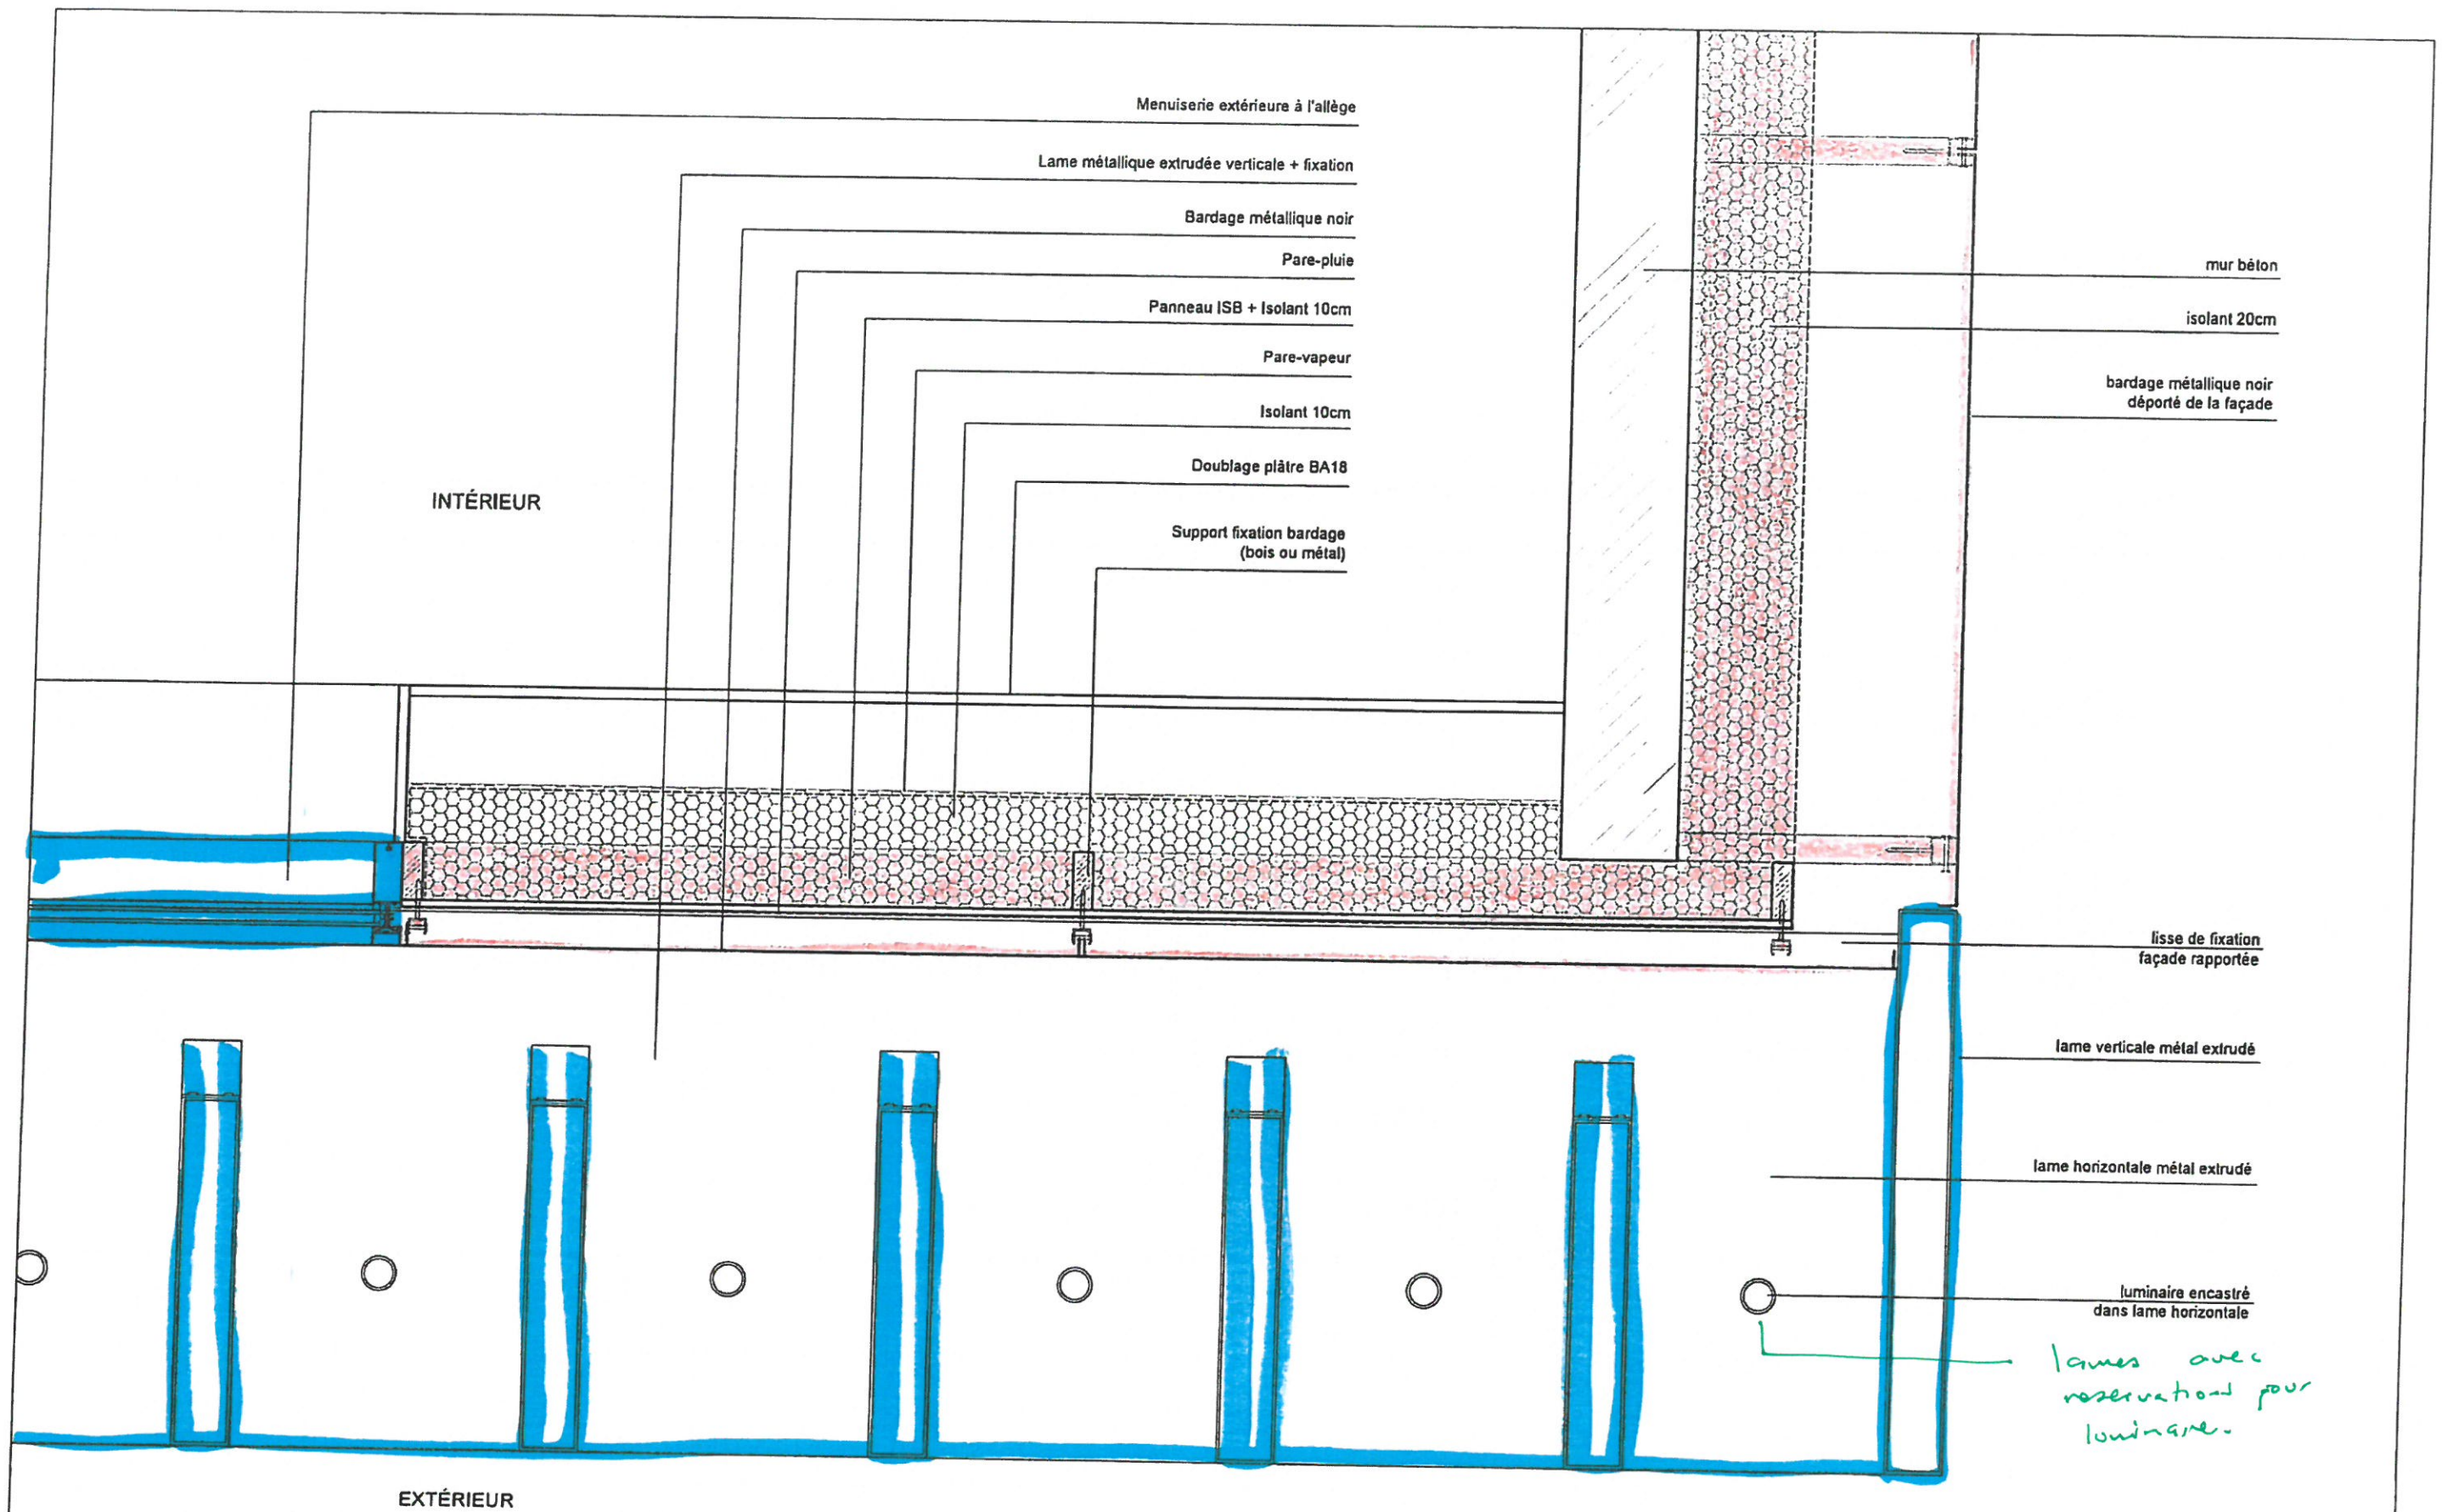 Menuiserie extérieure à l'allège
Lame métallique extrudée verticale + fixation
Bardage métallique noir
Pare-pluie
Panneau ISB + Isolant 10cm
Pare-vapeur
Isolant 10cm
Doublage plâtre BA18
Support fixation bardage
(bois ou métal)
INTÉRIEUR
mur béton
isolant 20cm
bardage métallique noir
déporté de la façade
lisse de fixation
façade rapportée
lame verticale métal extrudé
lame horizontale métal extrudé
luminaire encastré
dans lame horizontale
lames avec
reservations pour
luminaire.
EXTÉRIEUR